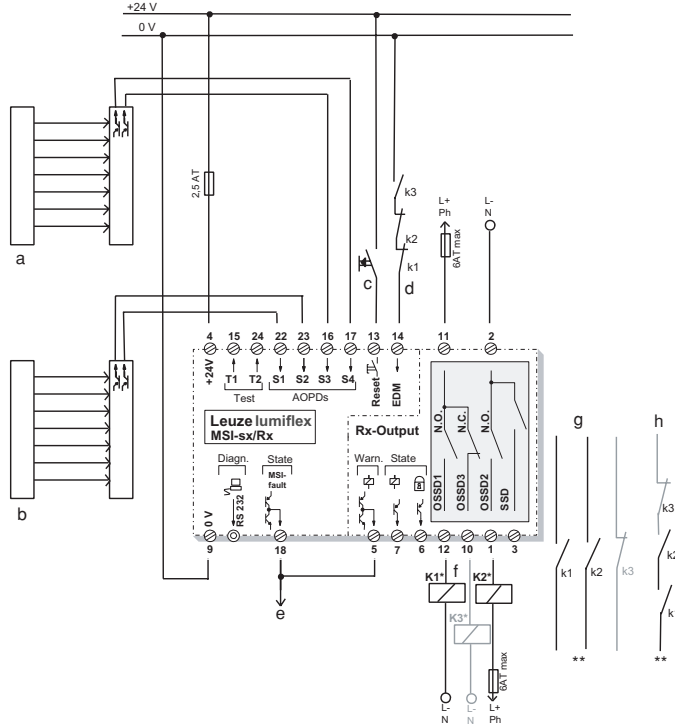 +24 V
0 V
2,5 AT
a
k3
k2
k1
c
d
L+
Ph
6AT max
L-
N
4
15
24
22
23
16
17
13
14
11
2
+24V
T1
T2
S1
S2
S3
S4
Reset
EDM
Test
AOPDs
Leuze lumiflex
MSI-sx/Rx
Rx-Output
N.O.
N.C.
N.O.
OSSD1
OSSD3
OSSD2
SSD
Diagn.
State
MSI-
fault
RS 232
0 V
Warn.
State
b
9
18
5
7
6
12
10
1
3
e
K1*
f
K2*
K3*
6AT max
L-
N
L-
N
L+
Ph
g
k1
k2
k3
**
h
k3
k2
k1
**